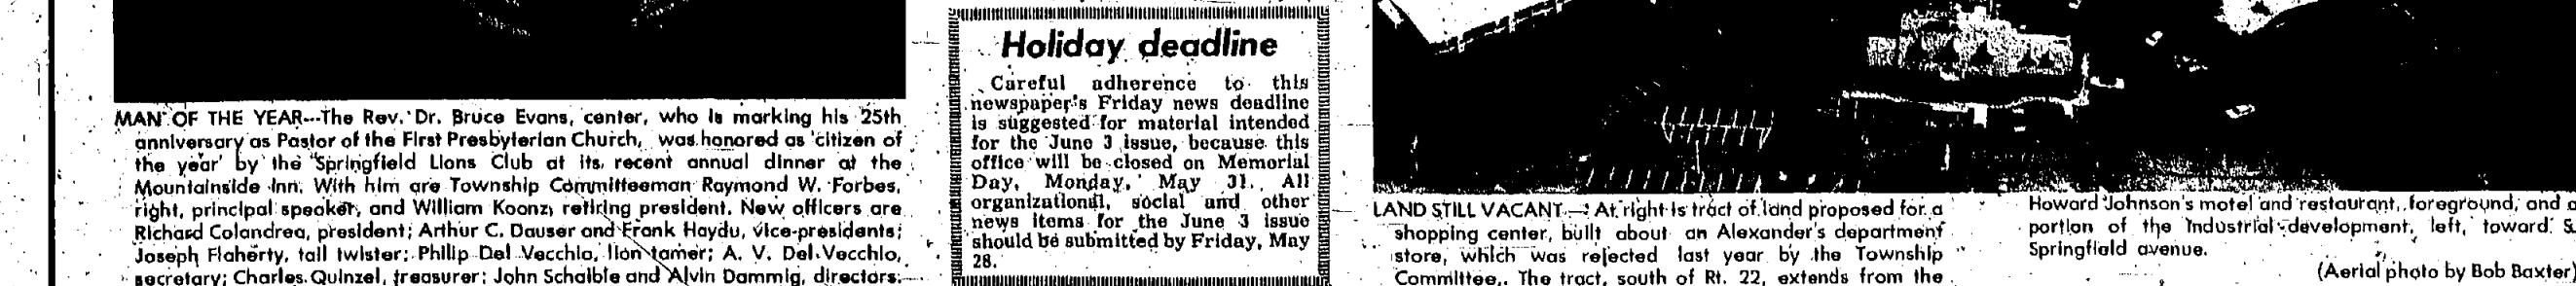 MAN OF THE YEAR---The Rev. Dr. Bruce Evans, center, who is marking his 25th
anniversary as Pastor of the First Presbyterian Church, was honored as 'citizen of
the year' by the Springfield Lions Club at its recent annual dinner at the
Mountainside Inn. With him are Township Committeeman Raymond W. Forbes,
right, principal speaker, and William Koonz, retiring president. New officers are
Richard Colandrea, president; Arthur C. Dauser and Frank Haydu, vice-presidents;
Joseph Flaherty, tail twister; Philip Del Vecchio, lion tamer; A. V. Del Vecchio,
secretary; Charles Quinzel, treasurer; John Schaible and Alvin Dammig, directors.
Holiday deadline
Careful adherence to this
newspaper's Friday news deadline
is suggested for material intended
for the June 3 issue, because this
office will be closed on Memorial
Day, Monday, May 31. All
organizational, social and other
news items for the June 3 issue
should be submitted by Friday, May
28.
LAND STILL VACANT — At right is tract of land proposed for a
shopping center, built about an Alexander's department
store, which was rejected last year by the Township
Committee. The tract, south of Rt. 22, extends from the
Howard Johnson's motel and restaurant, foreground, and a
portion of the industrial development, left, toward S.
Springfield avenue.
(Aerial photo by Bob Baxter)